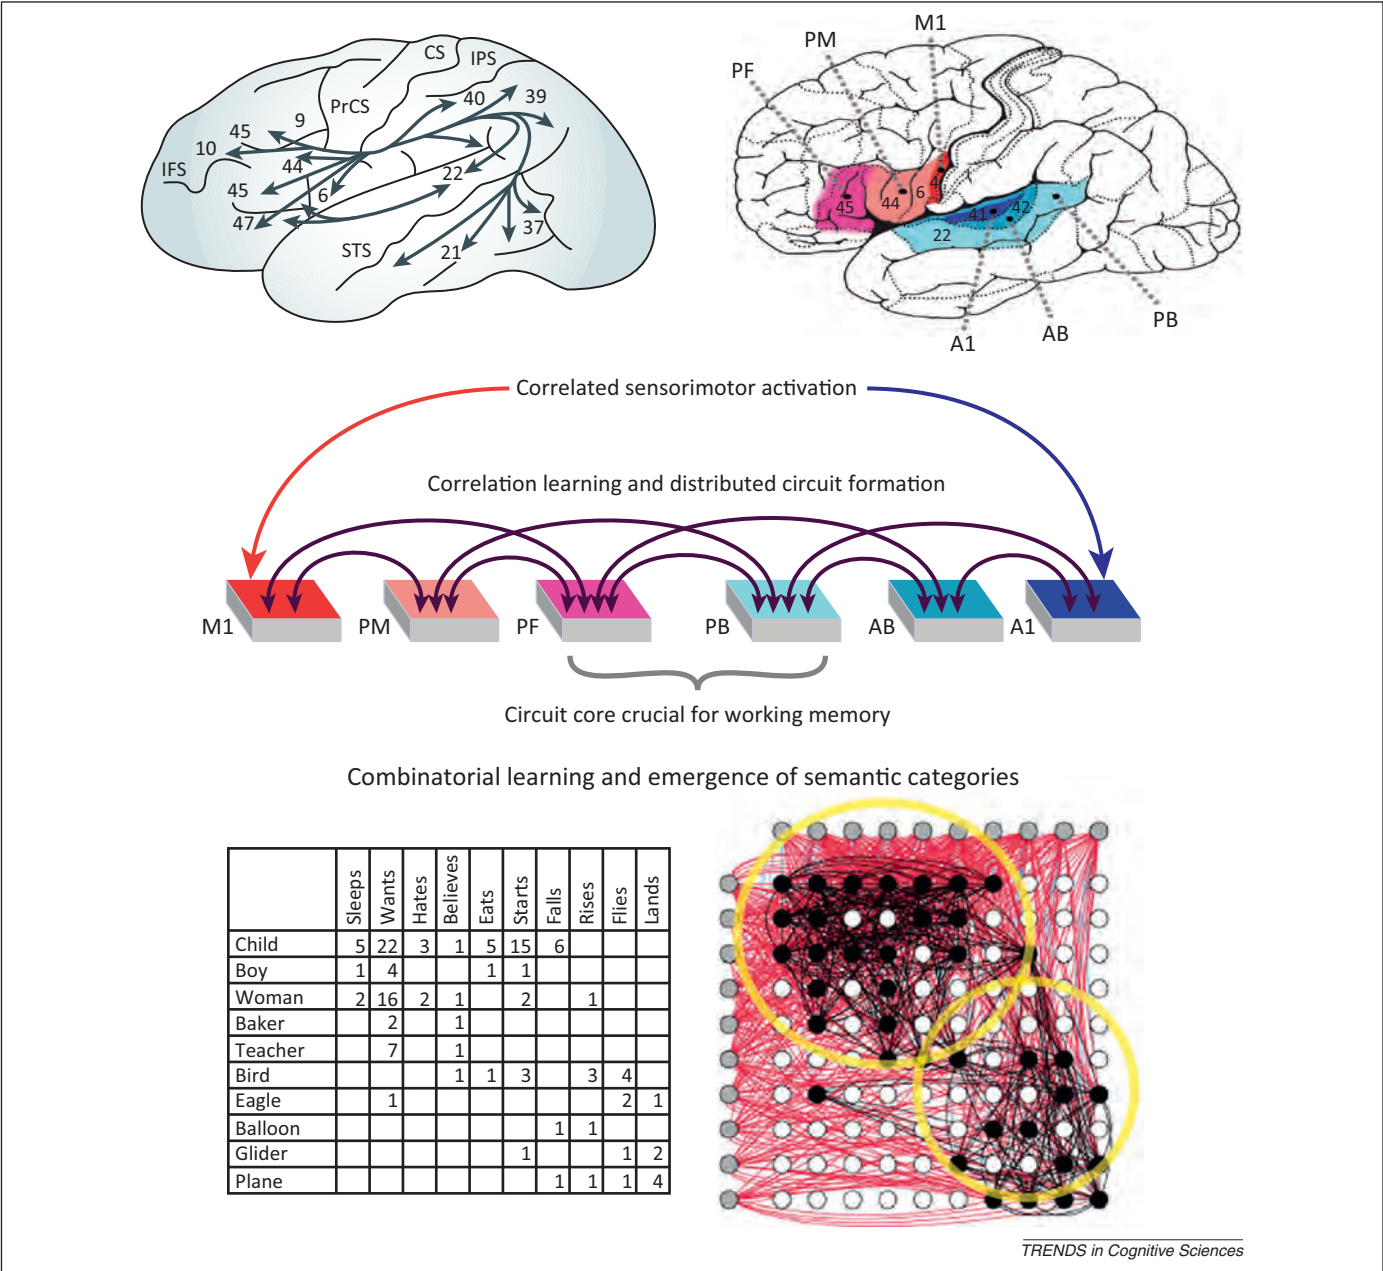 CS
IPS
PrCS
40
39
9
45
10
44
IFS
45
6
22
47
37
STS
21
M1
PM
PF
45
44
6
4
41
42
22
A1
AB
PB
Correlated sensorimotor activation
Correlation learning and distributed circuit formation
M1 PM PF PB AB A1
Circuit core crucial for working memory
Combinatorial learning and emergence of semantic categories
Sleeps Wants Hates Believes Eats Starts Falls Rises Flies Lands
Child 5 22 3 1 5 15 6
Boy 1 4 1 1
Woman 2 16 2 1 2 1
Baker 2 1
Teacher 7 1
Bird 1 1 3 3 4
Eagle 1 2 1
Balloon 1 1
Glider 1 1 2
Plane 1 1 1 4
TRENDS in Cognitive Sciences